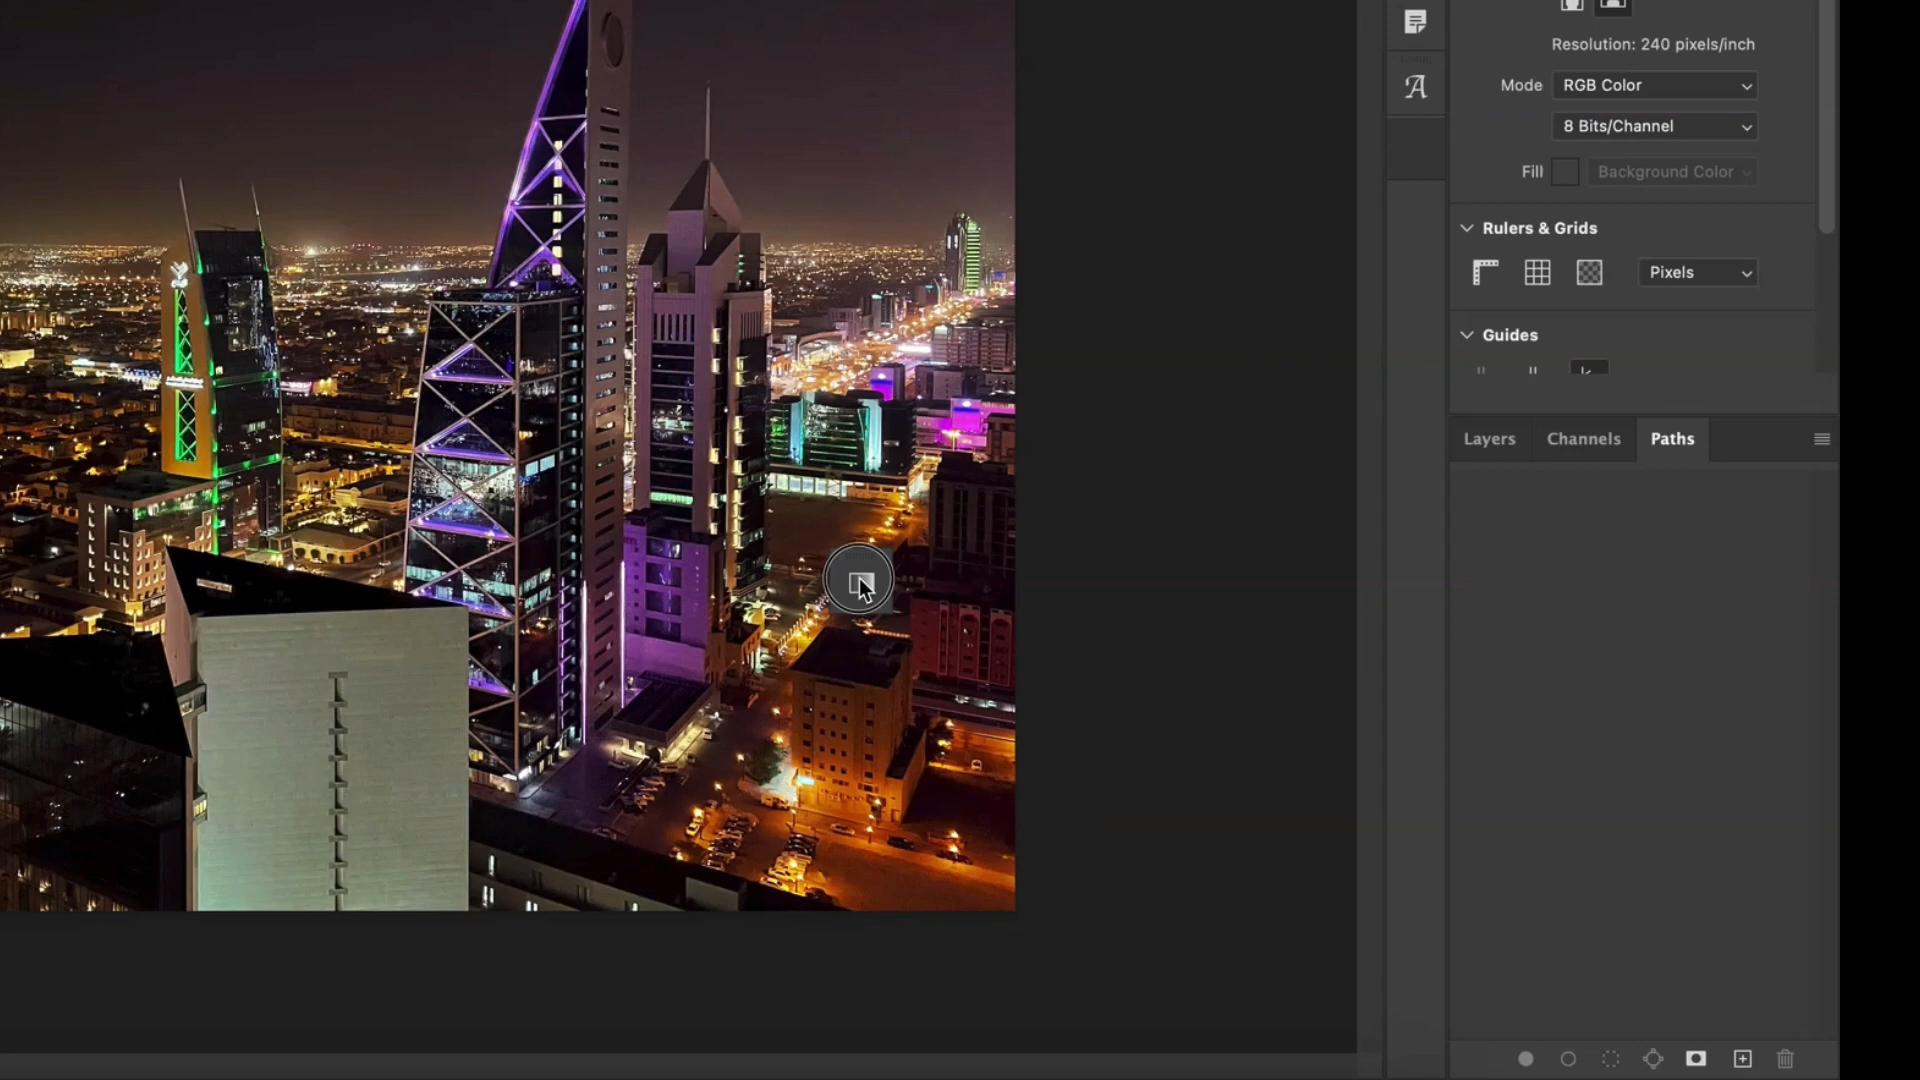 Resolution: 240 pixels/inch
Mode
RGB Color
8 Bits/Channel
Fill
Background Color
Rulers & Grids
Pixels
Guides
Layers
Channels
Paths